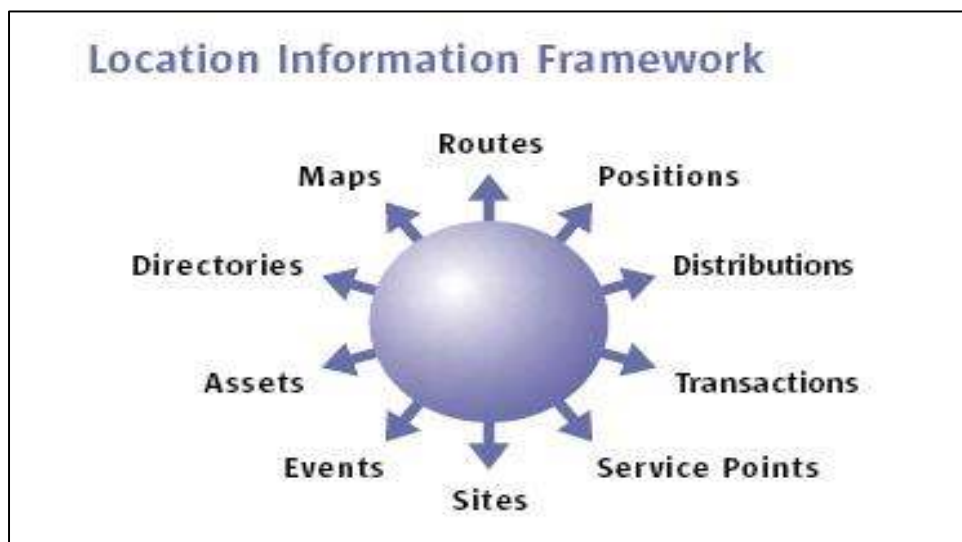 Location Information Framework
Routes
Maps
Positions
Directories
Distributions
Assets
Transactions
Events
Service Points
Sites